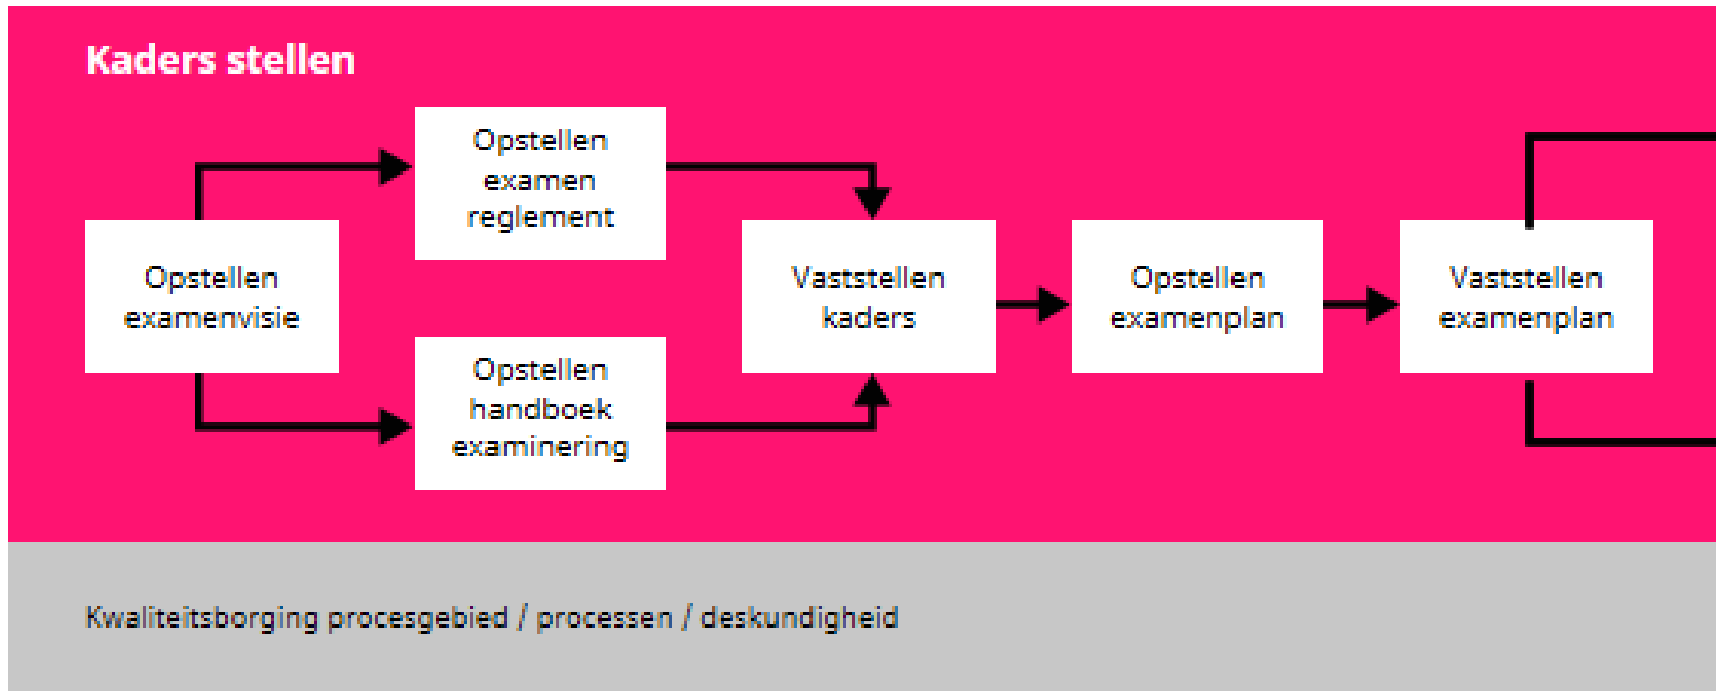 Kaders stellen
Opstellen
examen
reglement
Opstellen
examenvisie
Vaststellen
kaders
Opstellen
examenplan
Vaststellen
examenplan
Opstellen
handboek
examinering
Kwaliteitsborging procesgebied / processen / deskundigheid